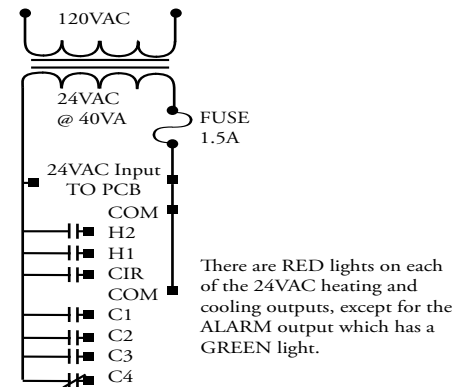 120VAC
24VAC
@ 40VA
FUSE
1.5A
24VAC Input
TO PCB
COM
H2
H1
CIR
COM
C1
C2
C3
C4
There are RED lights on each
of the 24VAC heating and
cooling outputs, except for the
ALARM output which has a
GREEN light.